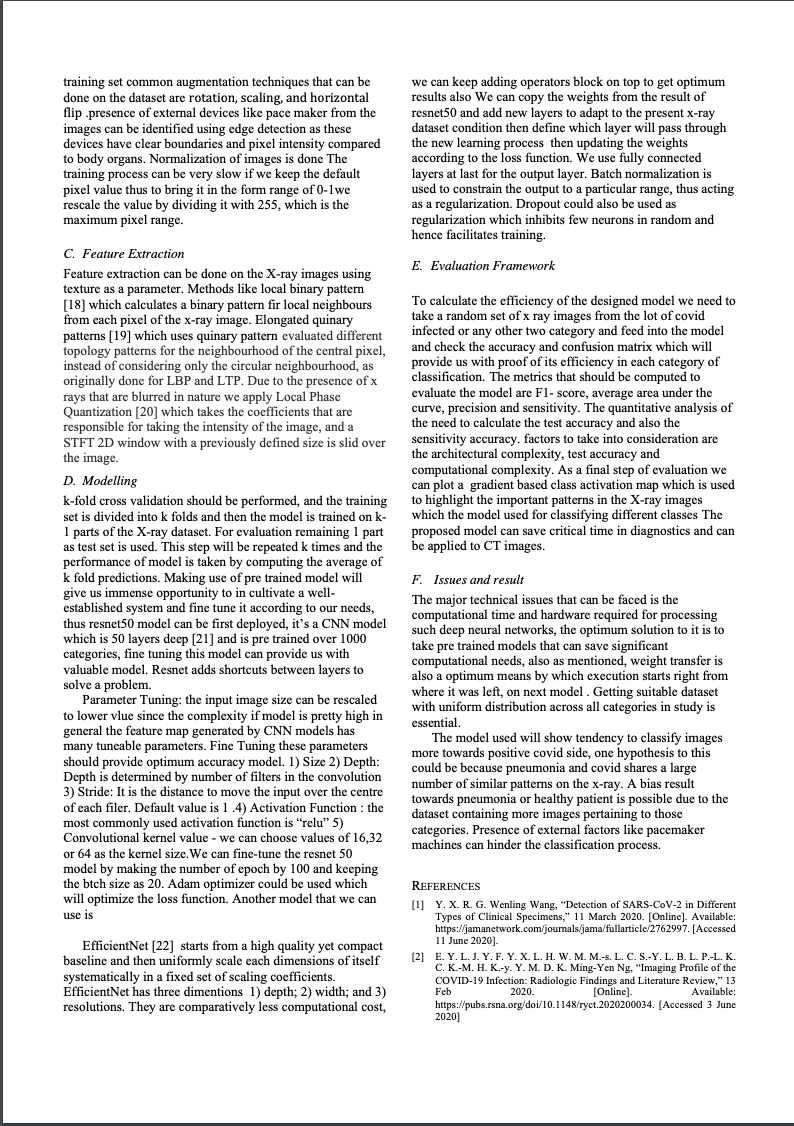 training set common augmentation techniques that can be
done on the dataset are rotation, scaling, and horizontal
flip .presence of external devices like pace maker from the
images can be identified using edge detection as these
devices have clear boundaries and pixel intensity compared
to body organs. Normalization of images is done The
training process can be very slow if we keep the default
pixel value thus to bring it in the form range of 0-1we
rescale the value by dividing it with 255, which is the
maximum pixel range.
C. Feature Extraction
Feature extraction can be done on the X-ray images using
texture as a parameter. Methods like local binary pattern
[18] which calculates a binary pattern fir local neighbours
from each pixel of the x-ray image. Elongated quinary
patterns [19] which uses quinary pattern evaluated different
topology patterns for the neighbourhood of the central pixel,
instead of considering only the circular neighbourhood, as
originally done for LBP and LTP. Due to the presence of x
rays that are blurred in nature we apply Local Phase
Quantization [20] which takes the coefficients that are
responsible for taking the intensity of the image, and a
STFT 2D window with a previously defined size is slid over
the image.
D. Modelling
k-fold cross validation should be performed, and the training
set is divided into k folds and then the model is trained on k-
1 parts of the X-ray dataset. For evaluation remaining 1 part
as test set is used. This step will be repeated k times and the
performance of model is taken by computing the average of
k fold predictions. Making use of pre trained model will
give us immense opportunity to in cultivate a well-
established system and fine tune it according to our needs,
thus resnet50 model can be first deployed, it's a CNN model
which is 50 layers deep [21] and is pre trained over 1000
categories, fine tuning this model can provide us with
valuable model. Resnet adds shortcuts between layers to
solve a problem.
Parameter Tuning: the input image size can be rescaled
to lower vlue since the complexity if model is pretty high in
general the feature map generated by CNN models has
many tuneable parameters. Fine Tuning these parameters
should provide optimum accuracy model. 1) Size 2) Depth:
Depth is determined by number of filters in the convolution
3) Stride: It is the distance to move the input over the centre
of each filer. Default value is 1 .4) Activation Function : the
most commonly used activation function is “relu” 5)
Convolutional kernel value - we can choose values of 16,32
or 64 as the kernel size.We can fine-tune the resnet 50
model by making the number of epoch by 100 and keeping
the btch size as 20. Adam optimizer could be used which
will optimize the loss function. Another model that we can
use is
EfficientNet [22] starts from a high quality yet compact
baseline and then uniformly scale each dimensions of itself
systematically in a fixed set of scaling coefficients.
EfficientNet has three dimentions 1) depth; 2) width; and 3)
resolutions. They are comparatively less computational cost,
we can keep adding operators block on top to get optimum
results also We can copy the weights from the result of
resnet50 and add new layers to adapt to the present x-ray
dataset condition then define which layer will pass through
the new learning process then updating the weights
according to the loss function. We use fully connected
layers at last for the output layer. Batch normalization is
used to constrain the output to a particular range, thus acting
as a regularization. Dropout could also be used as
regularization which inhibits few neurons in random and
hence facilitates training.
E. Evaluation Framework
To calculate the efficiency of the designed model we need to
take a random set of x ray images from the lot of covid
infected or any other two category and feed into the model
and check the accuracy and confusion matrix which will
provide us with proof of its efficiency in each category of
classification. The metrics that should be computed to
evaluate the model are F1- score, average area under the
curve, precision and sensitivity. The quantitative analysis of
the need to calculate the test accuracy and also the
sensitivity accuracy. factors to take into consideration are
the architectural complexity, test accuracy and
computational complexity. As a final step of evaluation we
can plot a gradient based class activation map which is used
to highlight the important patterns in the X-ray images
which the model used for classifying different classes The
proposed model can save critical time in diagnostics and can
be applied to CT images.
F. Issues and result
The major technical issues that can be faced is the
computational time and hardware required for processing
such deep neural networks, the optimum solution to it is to
take pre trained models that can save significant
computational needs, also as mentioned, weight transfer is
also a optimum means by which execution starts right from
where it was left, on next model . Getting suitable dataset
with uniform distribution across all categories in study is
essential.
The model used will show tendency to classify images
more towards positive covid side, one hypothesis to this
could be because pneumonia and covid shares a large
number of similar patterns on the x-ray. A bias result
towards pneumonia or healthy patient is possible due to the
dataset containing more images pertaining to those
categories. Presence of external factors like pacemaker
machines can hinder the classification process.
REFERENCES
[1] Y. X. R. G. Wenling Wang, “Detection of SARS-CoV-2 in Different
Types of Clinical Specimens,” 11 March 2020. [Online]. Available:
https://jamanetwork.com/journals/jama/fullarticle/2762997. [Accessed
11 June 2020].
[2] E. Y. L. J. Y. F. Y. X. L. H. W. M. M.-s. L. C. S.-Y. L. B. L. P.-L. K.
C. K.-M. H. K.-y. Y. M. D. K. Ming-Yen Ng, “Imaging Profile of the
COVID-19 Infection: Radiologic Findings and Literature Review,” 13
Feb 2020. [Online]. Available:
https://pubs.rsna.org/doi/10.1148/ryct.2020200034. [Accessed 3 June
2020]